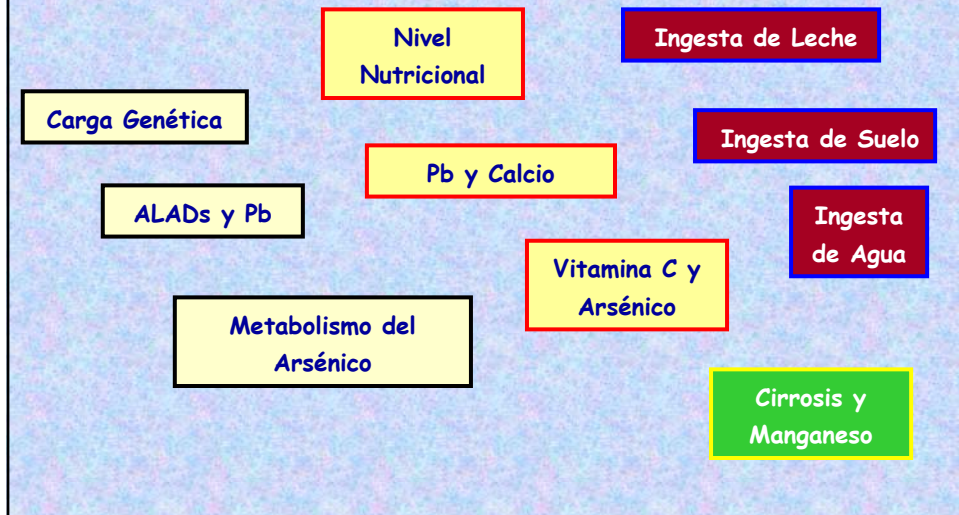 Nivel
Nutricional
Ingesta de Leche
Carga Genética
Ingesta de Suelo
Pb y Calcio
ALADs y Pb
Ingesta
de Agua
Vitamina C y
Arsénico
Metabolismo del
Arsénico
Cirrosis y
Manganeso